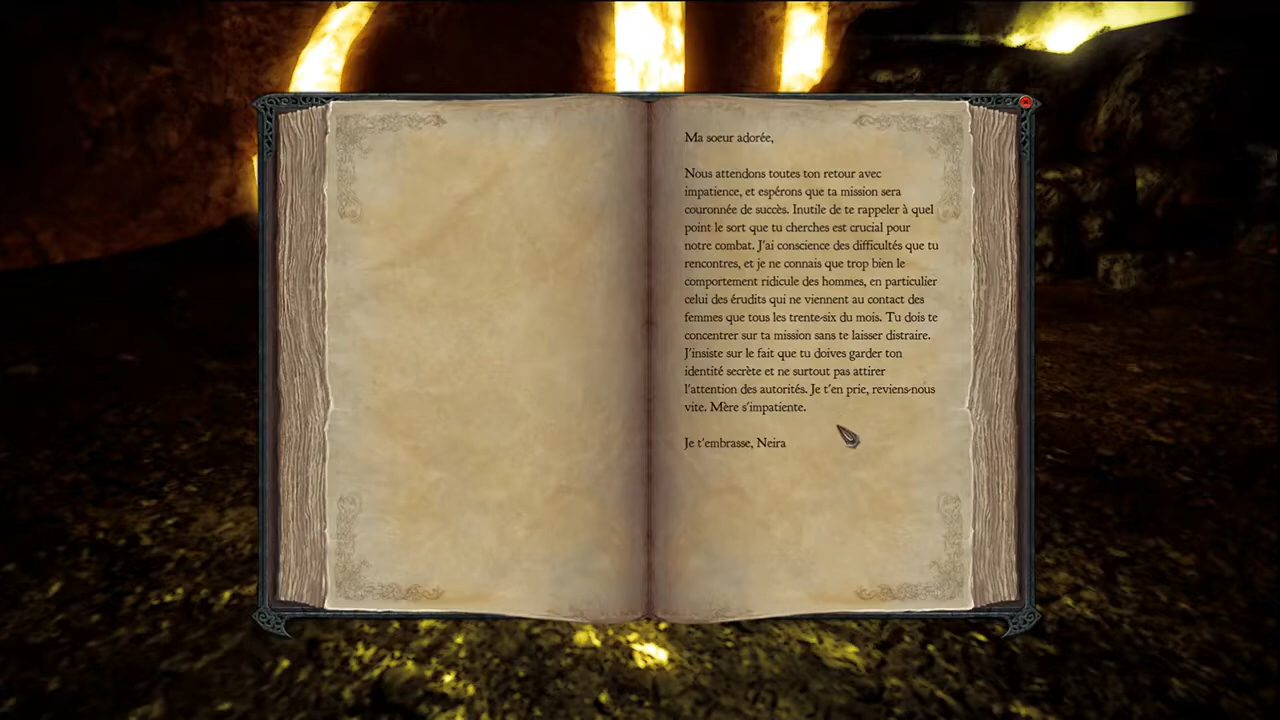 Ma soeur adorée,
Nous attendons toutes ton retour avec
impatience, et espérons que ta mission sera
couronnée de succès. Inutile de te rappeler à quel
point le sort que tu cherches est crucial pour
notre combat. J'ai conscience des difficultés que tu
rencontres, et je ne connais que trop bien le
comportement ridicule des hommes, en particulier
celui des érudits qui ne viennent au contact des
femmes que tous les trente-six du mois. Tu dois te
concentrer sur ta mission sans te laisser distraire.
J'insiste sur le fait que tu doives garder ton
identité secrète et ne surtout pas attirer
l'attention des autorités. Je t'en prie, reviens-nous
vite. Mère s'impatiente.
Je t'embrasse, Neira